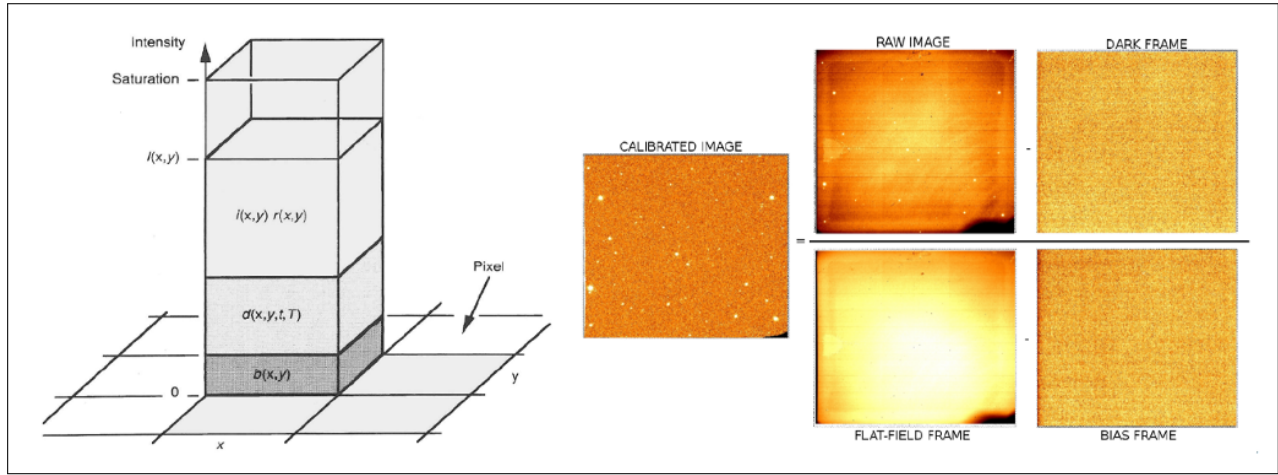 Intensity
Saturation
I(x,y)
i(x,y) r(x,y)
d(x,y,t,T)
b(x,y)
0
x
y
Pixel
CALIBRATED IMAGE
=
RAW IMAGE
-
DARK FRAME
FLAT-FIELD FRAME
-
BIAS FRAME